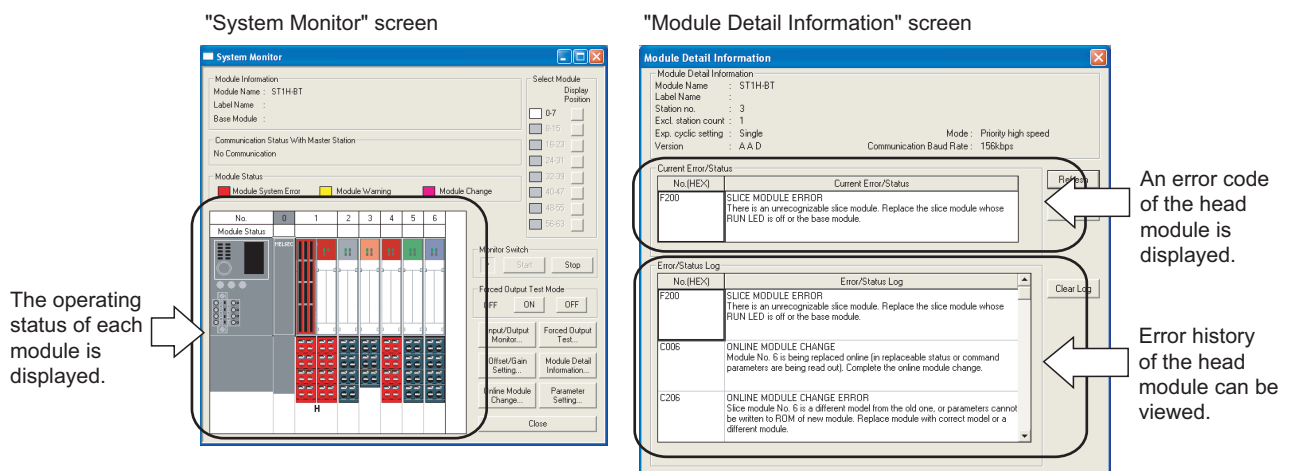 "System Monitor" screen
System Monitor
Module Information
Module Name : ST1H-BT
Label Name :
Base Module :
Communication Status With Master Station
No Communication
Module Status
Module System Error
Module Warning
Module Change
No. 0 1 2 3 4 5 6
Module Status
MELSEC
H
Select Module
Display
Position
0-7
8-15
16-23
24-31
32-39
40-47
48-55
56-63
Monitor Switch
Start Stop
Forced Output Test Mode
OFF ON OFF
Input/Output
Monitor...
Forced Output
Test...
Offset/Gain
Setting...
Module Detail
Information...
Online Module
Change...
Parameter
Setting...
Close
The operating
status of each
module is
displayed.
"Module Detail Information" screen
Module Detail Information
Module Detail Information
Module Name : ST1H-BT
Label Name :
Station no. : 3
Excl. station count : 1
Exp. cyclic setting : Single
Mode : Priority high speed
Version : A A D
Communication Baud Rate : 156kbps
Current Error/Status
No.(HEX) Current Error/Status
F200 SLICE MODULE ERROR
There is an unrecognizable slice module. Replace the slice module whose
RUN LED is off or the base module.
Refresh
Error/Status Log
No.(HEX) Error/Status Log
F200 SLICE MODULE ERROR
There is an unrecognizable slice module. Replace the slice module whose
RUN LED is off or the base module.
C006 ONLINE MODULE CHANGE
Module No. 6 is being replaced online (in replaceable status or command
parameters are being read out). Complete the online module change.
C206 ONLINE MODULE CHANGE ERROR
Slice module No. 6 is a different model from the old one, or parameters cannot
be written to ROM of new module. Replace module with correct model or a
different module.
Clear Log
An error code
of the head
module is
displayed.
Error history
of the head
module can be
viewed.